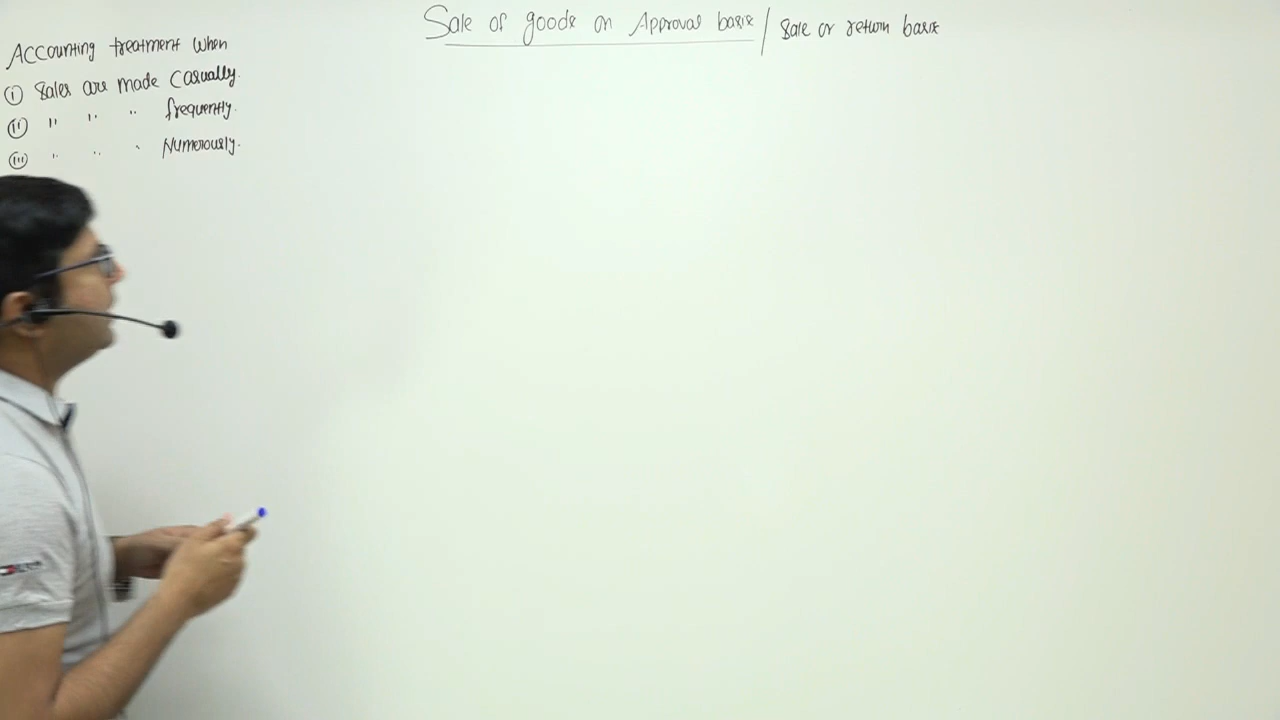 Sale of goods on Approval basis / Sale or return basis
Accounting treatment when
(i) Sales are made Casually.
(ii) " " " frequently.
(iii) " " " Numerously.